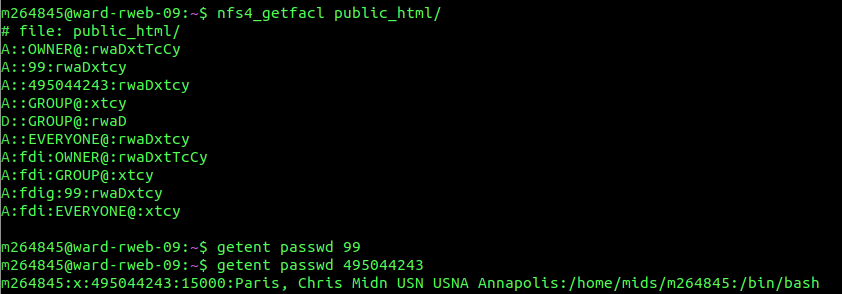 m264845@ward-rweb-09:~$ nfs4_getfacl public_html/
# file: public_html/
A::OWNER@:rwaDxtTcCy
A::99:rwaDxtcy
A::495044243:rwaDxtcy
A::GROUP@:xtcy
D::GROUP@:rwaD
A::EVERYONE@:rwaDxtcy
A:fdi:OWNER@:rwaDxtTcCy
A:fdi:GROUP@:xtcy
A:fdig:99:rwaDxtcy
A:fdi:EVERYONE@:xtcy
m264845@ward-rweb-09:~$ getent passwd 99
m264845@ward-rweb-09:~$ getent passwd 495044243
m264845:x:495044243:15000:Paris, Chris Midn USN USNA Annapolis:/home/mids/m264845:/bin/bash